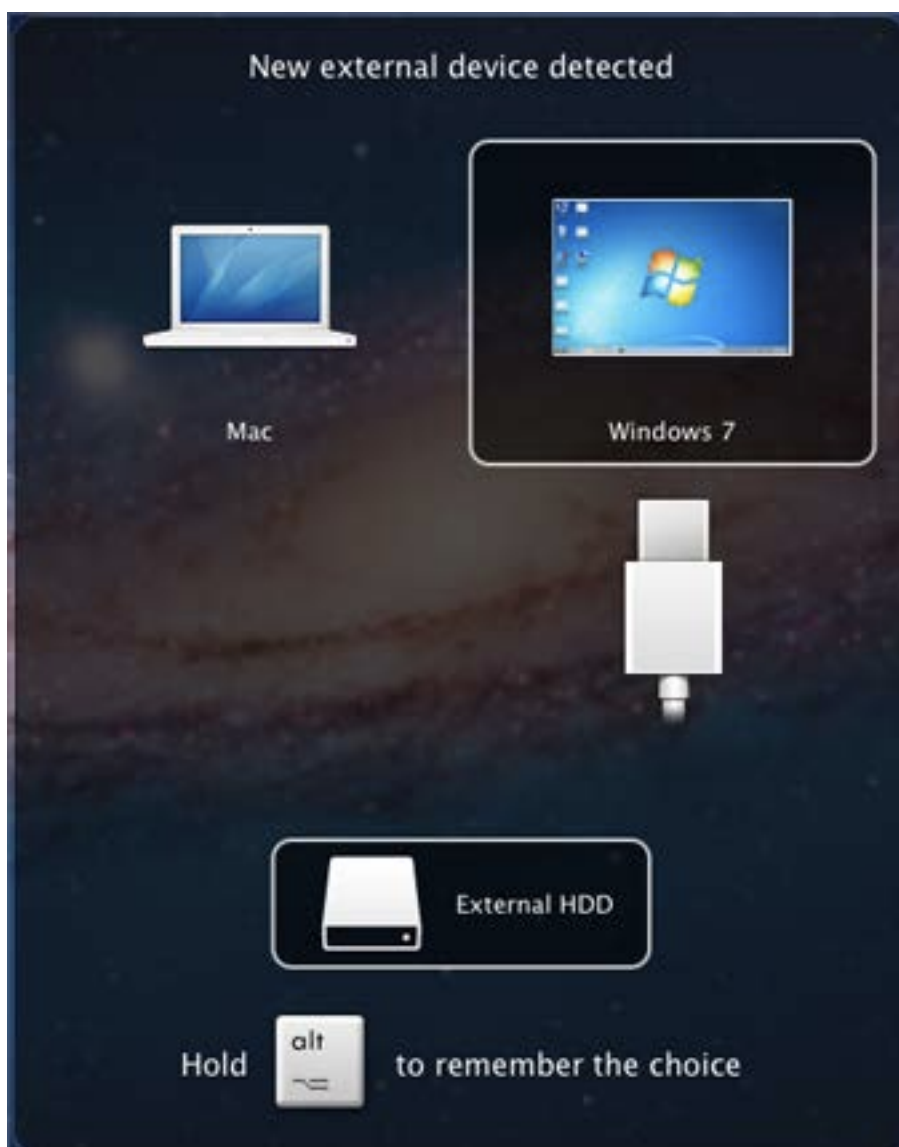 New external device detected
Mac
Windows 7
External HDD
Hold alt to remember the choice